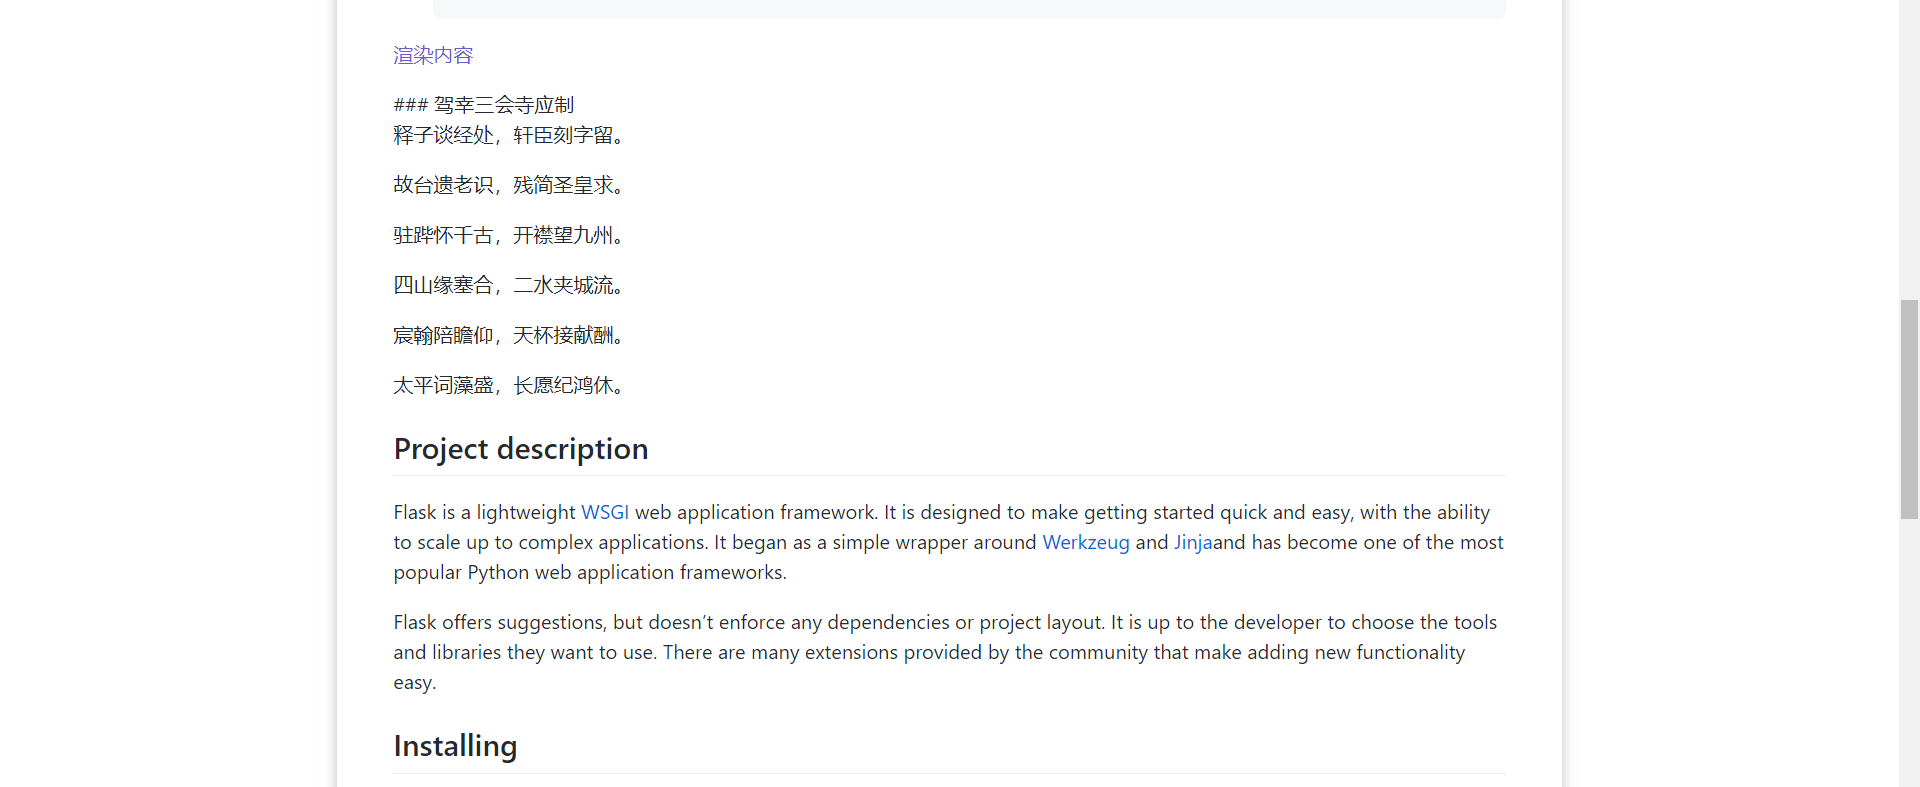 渲染内容
### 驾幸三会寺应制
释子谈经处，轩臣刻字留。
故台遗老识，残简圣皇求。
驻跸怀千古，开襟望九州。
四山缘塞合，二水夹城流。
宸翰陪瞻仰，天杯接献酬。
太平词藻盛，长愿纪鸿休。
Project description
Flask is a lightweight WSGI web application framework. It is designed to make getting started quick and easy, with the ability
to scale up to complex applications. It began as a simple wrapper around Werkzeug and Jinjaand has become one of the most
popular Python web application frameworks.
Flask offers suggestions, but doesn’t enforce any dependencies or project layout. It is up to the developer to choose the tools
and libraries they want to use. There are many extensions provided by the community that make adding new functionality
easy.
Installing